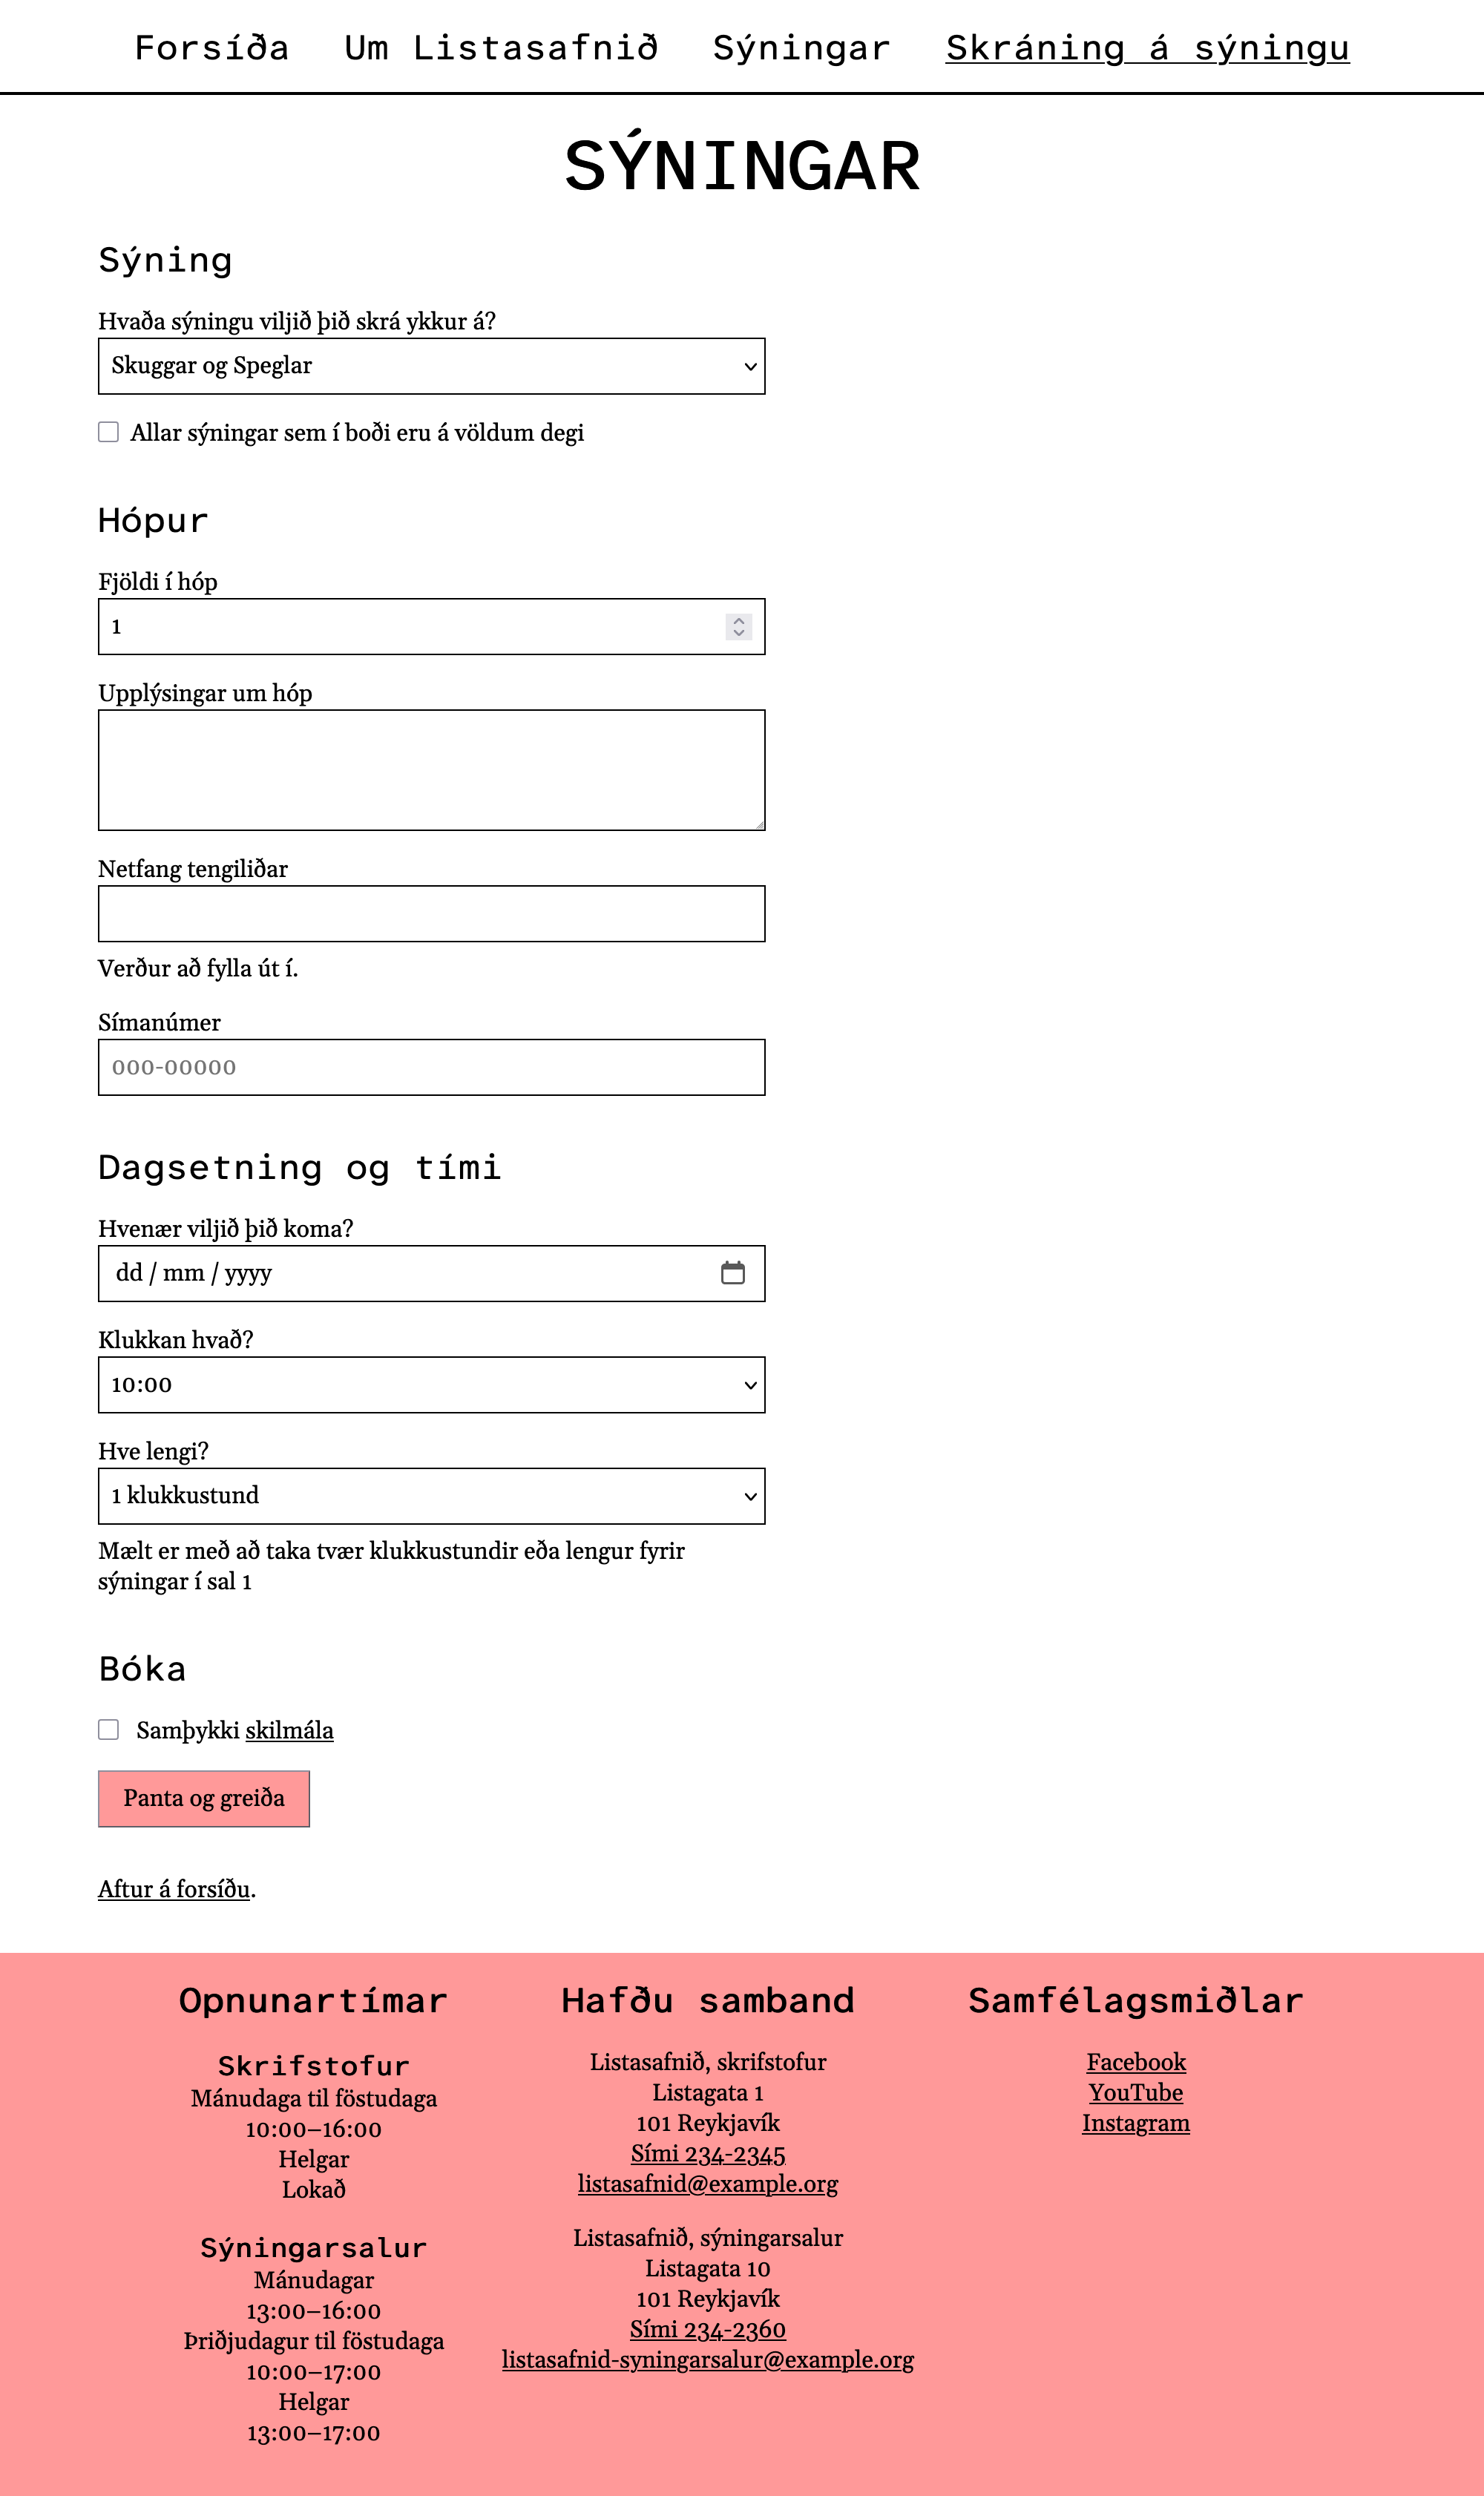 Forsíða Um Listasafnið Sýningar Skráning á sýningu
SÝNINGAR
Sýning
Hvaða sýningu viljið þið skrá ykkur á?
Skuggar og Speglar
Allar sýningar sem í boði eru á völdum degi
Hópur
Fjöldi í hóp
1
Upplýsingar um hóp
Netfang tengiliðar
Verður að fylla út í.
Símanúmer
000-00000
Dagsetning og tími
Hvenær viljið þið koma?
dd / mm / yyyy
Klukkan hvað?
10:00
Hve lengi?
1 klukkustund
Mælt er með að taka tvær klukkustundir eða lengur fyrir
sýningar í sal 1
Bóka
Samþykki skilmála
Panta og greiða
Aftur á forsíðu.
Opnunartímar
Skrifstofur
Mánudaga til föstudaga
10:00–16:00
Helgar
Lokað
Sýningarsalur
Mánudagar
13:00–16:00
Þriðjudagur til föstudaga
10:00–17:00
Helgar
13:00–17:00
Hafðu samband
Listasafnið, skrifstofur
Listagata 1
101 Reykjavík
Sími 234-2345
listasafnid@example.org
Listasafnið, sýningarsalur
Listagata 10
101 Reykjavík
Sími 234-2360
listasafnid-syningarsalur@example.org
Samfélagsmiðlar
Facebook
YouTube
Instagram